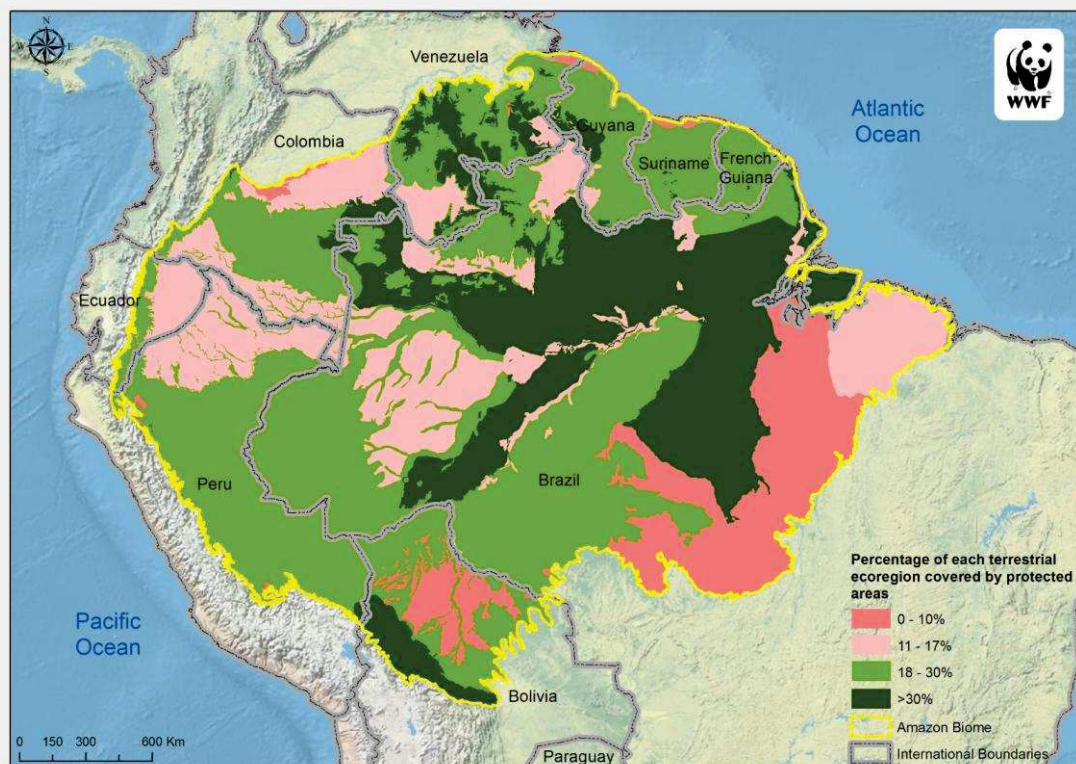 N
W
E
S
Venezuela
WWF
Atlantic
Ocean
Colombia
Guyana
Suriname
French
Guiana
Ecuador
Peru
Brazil
Pacific
Ocean
Bolivia
Paraguay
Percentage of each terrestrial
ecoregion covered by protected
areas
0 - 10%
11 - 17%
18 - 30%
>30%
Amazon Biome
International Boundaries
0 150 300 600 Km